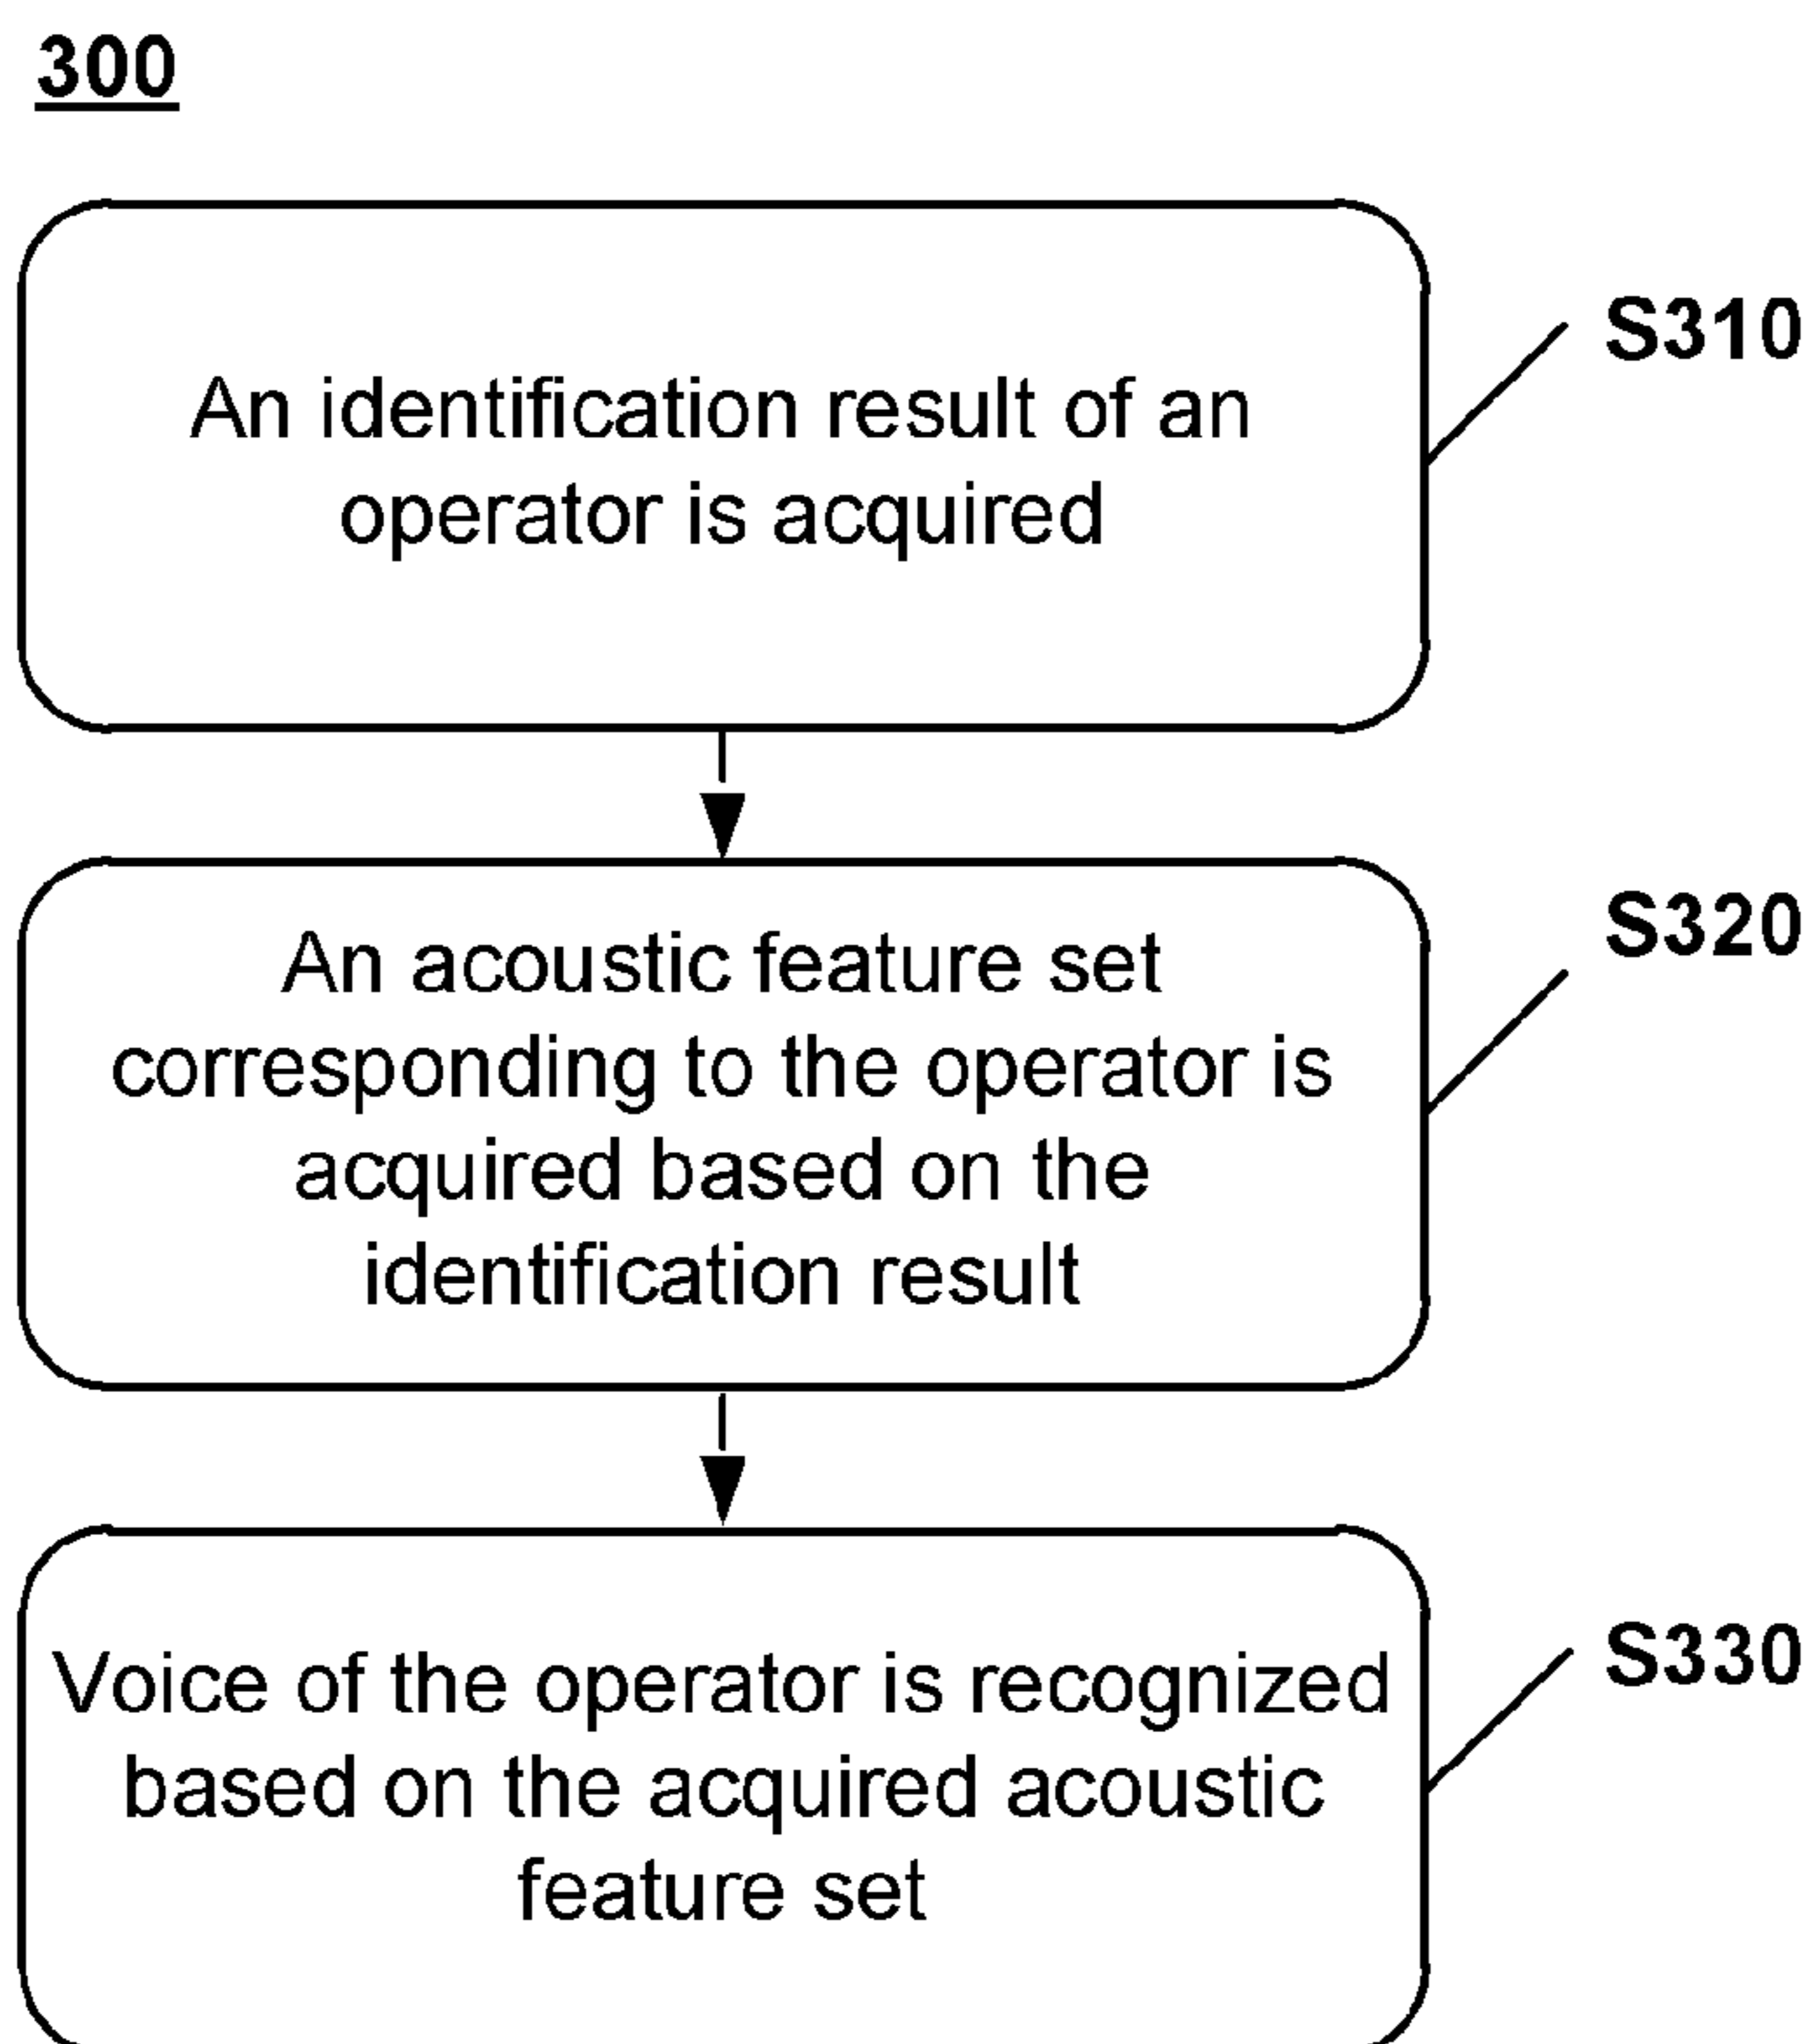 300
An identification result of an
operator is acquired
S310
An acoustic feature set
corresponding to the operator is
acquired based on the
identification result
S320
Voice of the operator is recognized
based on the acquired acoustic
feature set
S330